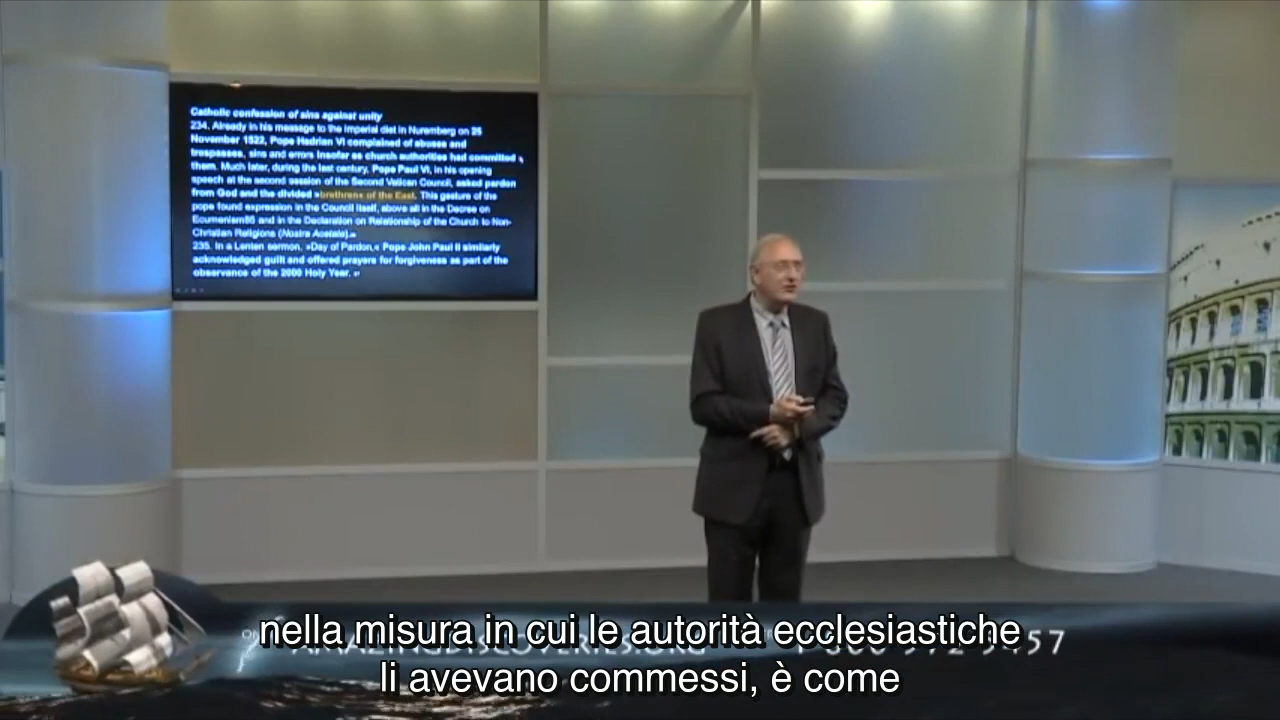 Catholic confession of sins against unity
234. Already in his message to the imperial diet in Nuremberg on 25
November 1522, Pope Hadrian VI complained of abuses and
trespasses, sins and errors insofar as church authorities had committed
them. Much later, during the last century, Pope Paul VI, in his opening
speech at the second session of the Second Vatican Council, asked pardon
from God and the divided »brethren« of the East. This gesture of the
pope found expression in the Council itself, above all in the Decree on
Ecumenism85 and in the Declaration on Relationship of the Church to Non-
Christian Religions (Nostra Aetate).
235. In a Lenten sermon, »Day of Pardon,« Pope John Paul II similarly
acknowledged guilt and offered prayers for forgiveness as part of the
observance of the 2000 Holy Year.
nella misura in cui le autorità ecclesiastiche
li avevano commessi, è come